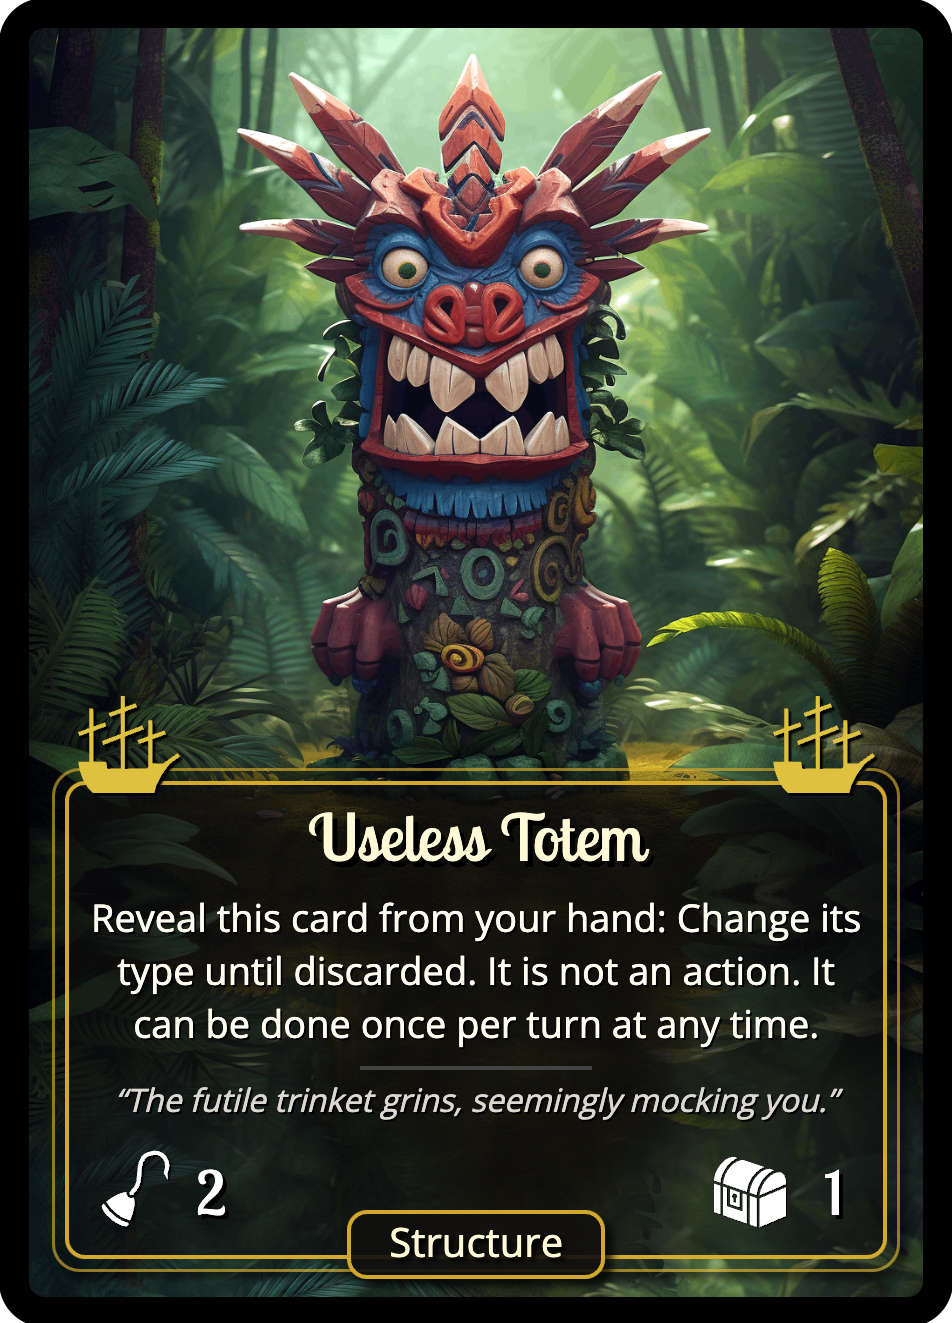 Useless Totem
Reveal this card from your hand: Change its
type until discarded. It is not an action. It
can be done once per turn at any time.
“The futile trinket grins, seemingly mocking you.”
2
1
Structure